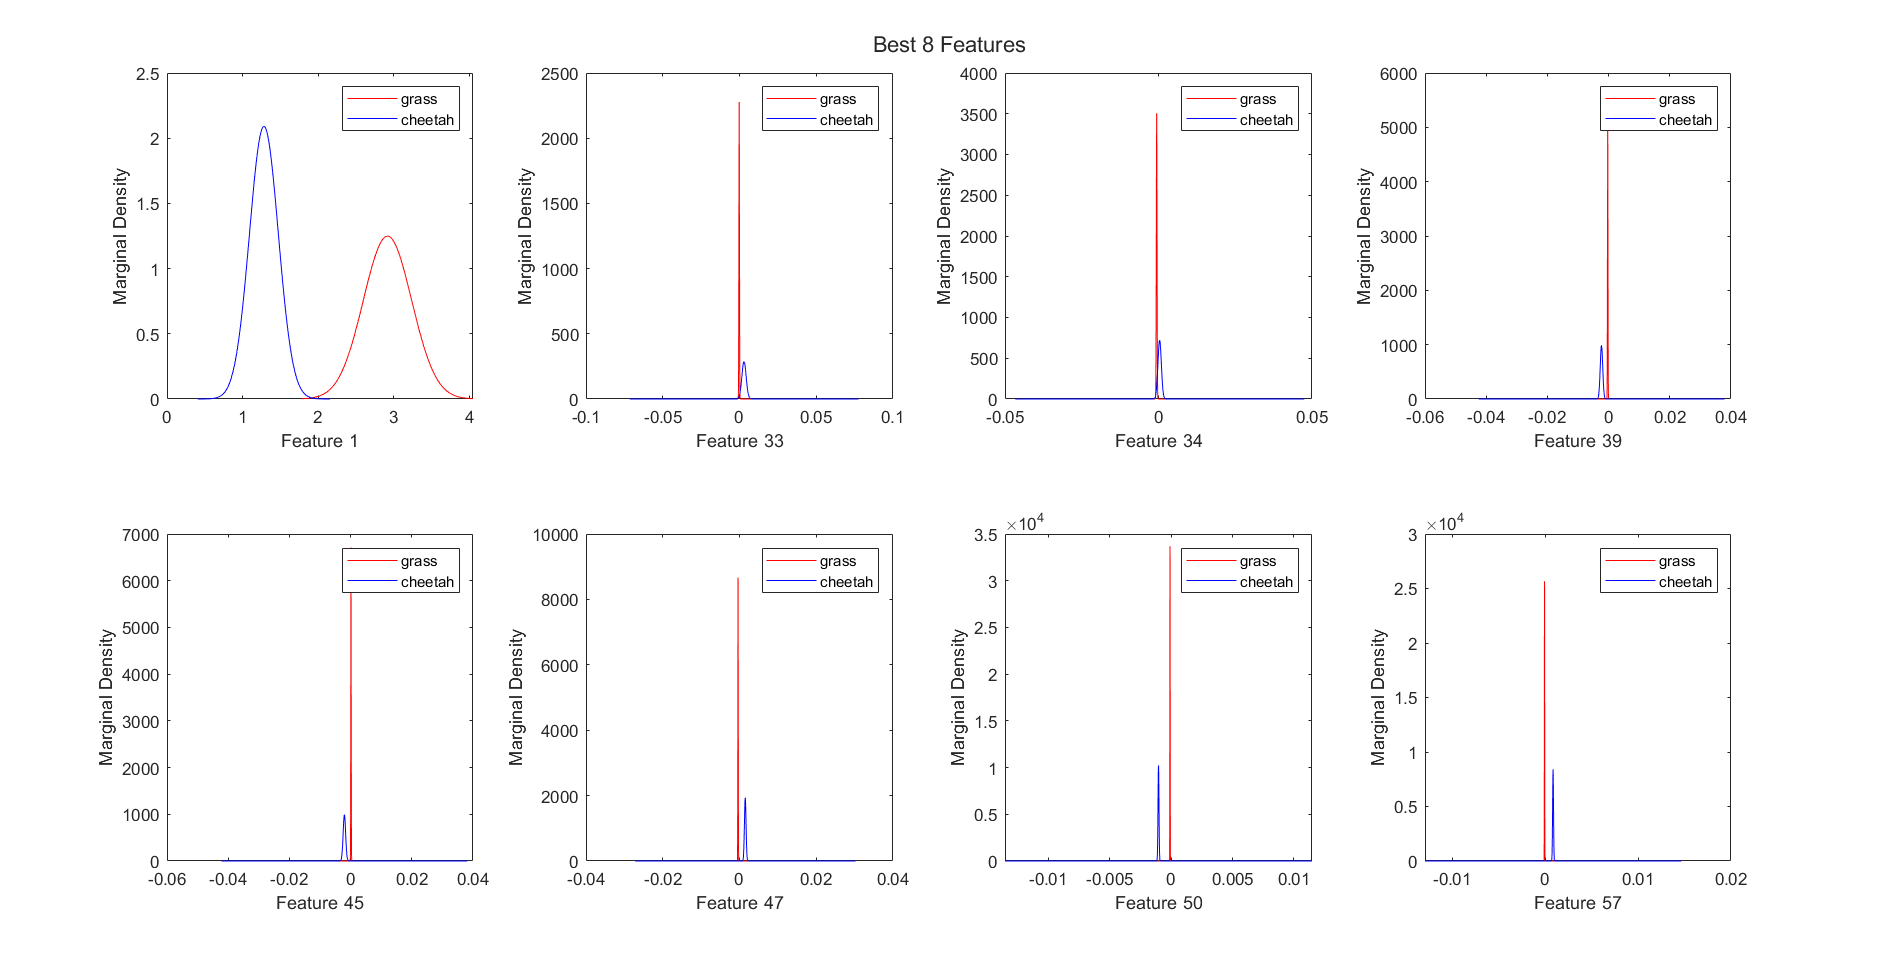 Best 8 Features
2.5
2
1.5
1
0.5
0
0 1 2 3 4
Marginal Density
Feature 1
grass
cheetah
2500
2000
1500
1000
500
0
-0.1 -0.05 0 0.05 0.1
Marginal Density
Feature 33
grass
cheetah
4000
3500
3000
2500
2000
1500
1000
500
0
-0.05 0 0.05
Marginal Density
Feature 34
grass
cheetah
6000
5000
4000
3000
2000
1000
0
-0.06 -0.04 -0.02 0 0.02 0.04
Marginal Density
Feature 39
grass
cheetah
7000
6000
5000
4000
3000
2000
1000
0
-0.06 -0.04 -0.02 0 0.02 0.04
Marginal Density
Feature 45
grass
cheetah
10000
8000
6000
4000
2000
0
-0.04 -0.02 0 0.02 0.04
Marginal Density
Feature 47
grass
cheetah
×10⁴
3.5
3
2.5
2
1.5
1
0.5
0
-0.01 -0.005 0 0.005 0.01
Marginal Density
Feature 50
grass
cheetah
×10⁴
3
2.5
2
1.5
1
0.5
0
-0.01 0 0.01 0.02
Marginal Density
Feature 57
grass
cheetah